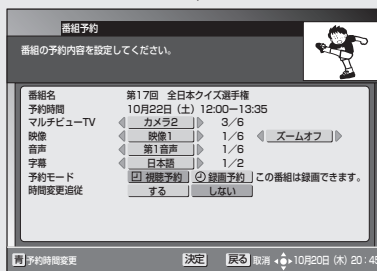 番組予約
番組の予約内容を設定してください。
番組名 第17回 全日本クイズ選手権
予約時間 10月22日（土）12:00ー13:35
マルチビューTV カメラ2 3/6
映像 映像1 1/6 ズームオフ
音声 第1音声 1/6
字幕 日本語 1/2
予約モード 視聴予約 録画予約 この番組は録画できます。
時間変更追従 する しない
青 予約時間変更 決定 戻る 取消 10月20日（木）20:45